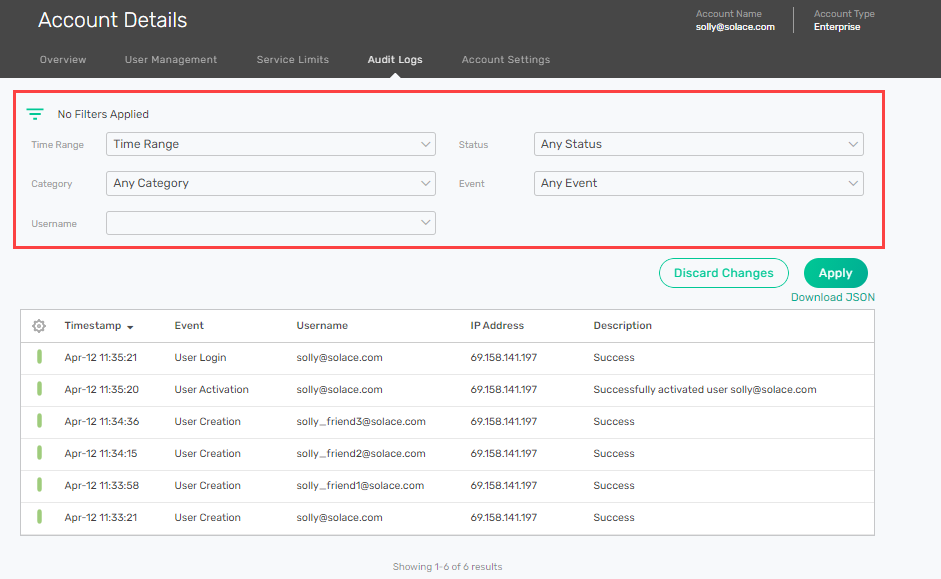 Account Details
Account Name
solly@solace.com
Account Type
Enterprise
Overview User Management Service Limits Audit Logs Account Settings
No Filters Applied
Time Range Time Range Status Any Status
Category Any Category Event Any Event
Username
Discard Changes Apply
Download JSON
Timestamp Event Username IP Address Description
Apr-12 11:35:21 User Login solly@solace.com 69.158.141.197 Success
Apr-12 11:35:20 User Activation solly@solace.com 69.158.141.197 Successfully activated user solly@solace.com
Apr-12 11:34:36 User Creation solly_friend3@solace.com 69.158.141.197 Success
Apr-12 11:34:15 User Creation solly_friend2@solace.com 69.158.141.197 Success
Apr-12 11:33:58 User Creation solly_friend1@solace.com 69.158.141.197 Success
Apr-12 11:33:21 User Creation solly@solace.com 69.158.141.197 Success
Showing 1-6 of 6 results